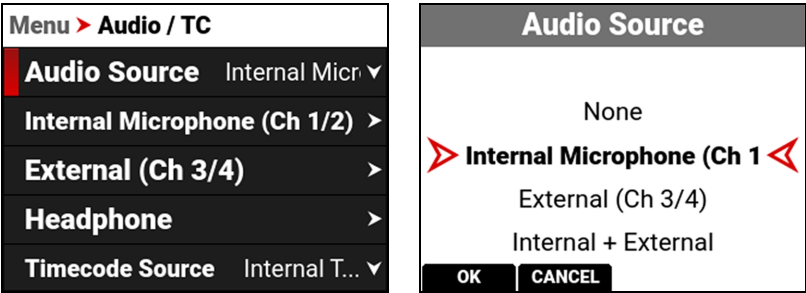 Menu > Audio / TC
Audio Source Internal Micr
Internal Microphone (Ch 1/2)
External (Ch 3/4)
Headphone
Timecode Source Internal T...
Audio Source
None
Internal Microphone (Ch 1
External (Ch 3/4)
Internal + External
OK CANCEL